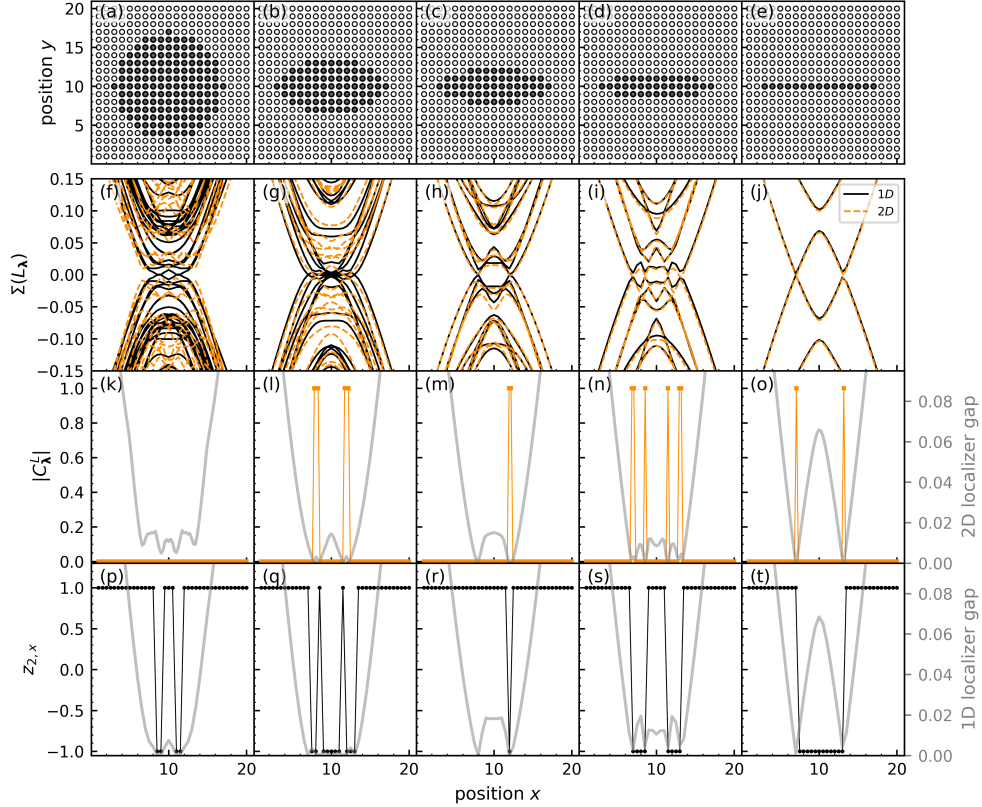 (a) (b) (c) (d) (e)
20
15
10
5
position y
(f) (g) (h) (i) (j)
1D
2D
0.15
0.10
0.05
0.00
−0.05
−0.10
−0.15
Σ(L_λ)
(k) (l) (m) (n) (o)
1.0
0.8
0.6
0.4
0.2
0.0
|C_λ^L|
0.08
0.06
0.04
0.02
0.00
2D localizer gap
(p) (q) (r) (s) (t)
1.0
0.5
0.0
−0.5
−1.0
z_{2,x}
0.08
0.06
0.04
0.02
0.00
1D localizer gap
10 20 10 20 10 20 10 20 10 20
position x